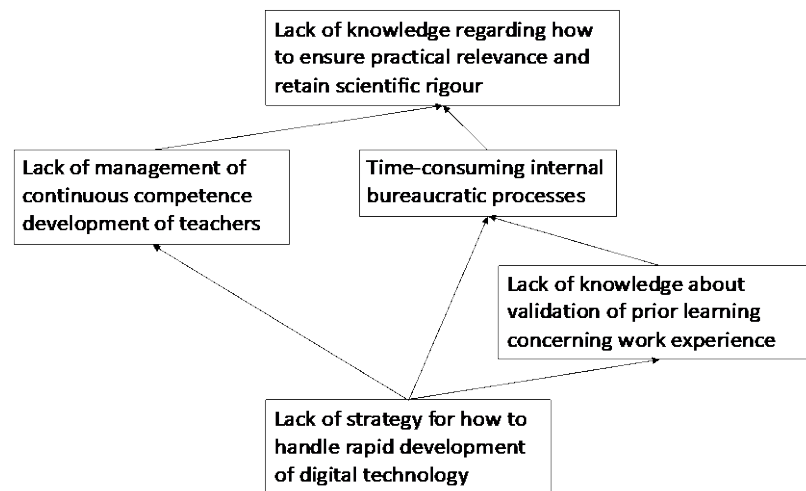 Lack of knowledge regarding how
to ensure practical relevance and
retain scientific rigour
Lack of management of
continuous competence
development of teachers
Time-consuming internal
bureaucratic processes
Lack of knowledge about
validation of prior learning
concerning work experience
Lack of strategy for how to
handle rapid development
of digital technology